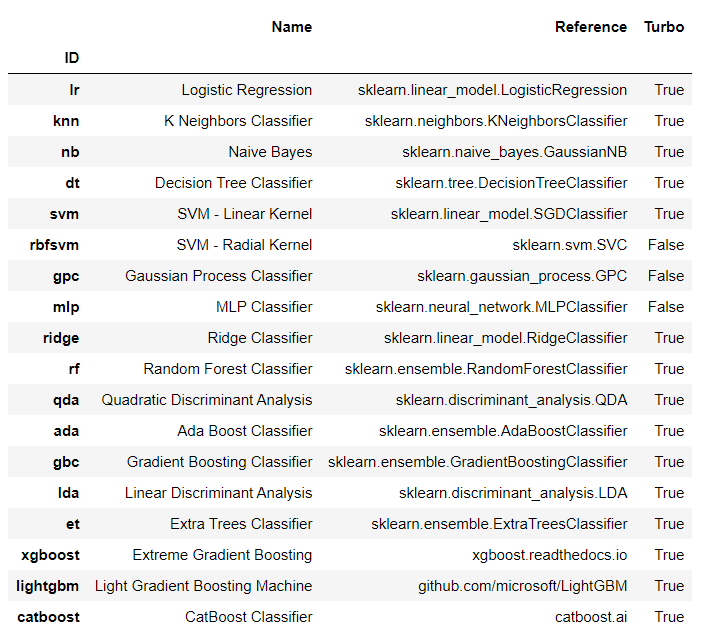 Name Reference Turbo
ID
lr Logistic Regression sklearn.linear_model.LogisticRegression True
knn K Neighbors Classifier sklearn.neighbors.KNeighborsClassifier True
nb Naive Bayes sklearn.naive_bayes.GaussianNB True
dt Decision Tree Classifier sklearn.tree.DecisionTreeClassifier True
svm SVM - Linear Kernel sklearn.linear_model.SGDClassifier True
rbfsvm SVM - Radial Kernel sklearn.svm.SVC False
gpc Gaussian Process Classifier sklearn.gaussian_process.GPC False
mlp MLP Classifier sklearn.neural_network.MLPClassifier False
ridge Ridge Classifier sklearn.linear_model.RidgeClassifier True
rf Random Forest Classifier sklearn.ensemble.RandomForestClassifier True
qda Quadratic Discriminant Analysis sklearn.discriminant_analysis.QDA True
ada Ada Boost Classifier sklearn.ensemble.AdaBoostClassifier True
gbc Gradient Boosting Classifier sklearn.ensemble.GradientBoostingClassifier True
lda Linear Discriminant Analysis sklearn.discriminant_analysis.LDA True
et Extra Trees Classifier sklearn.ensemble.ExtraTreesClassifier True
xgboost Extreme Gradient Boosting xgboost.readthedocs.io True
lightgbm Light Gradient Boosting Machine github.com/microsoft/LightGBM True
catboost CatBoost Classifier catboost.ai True